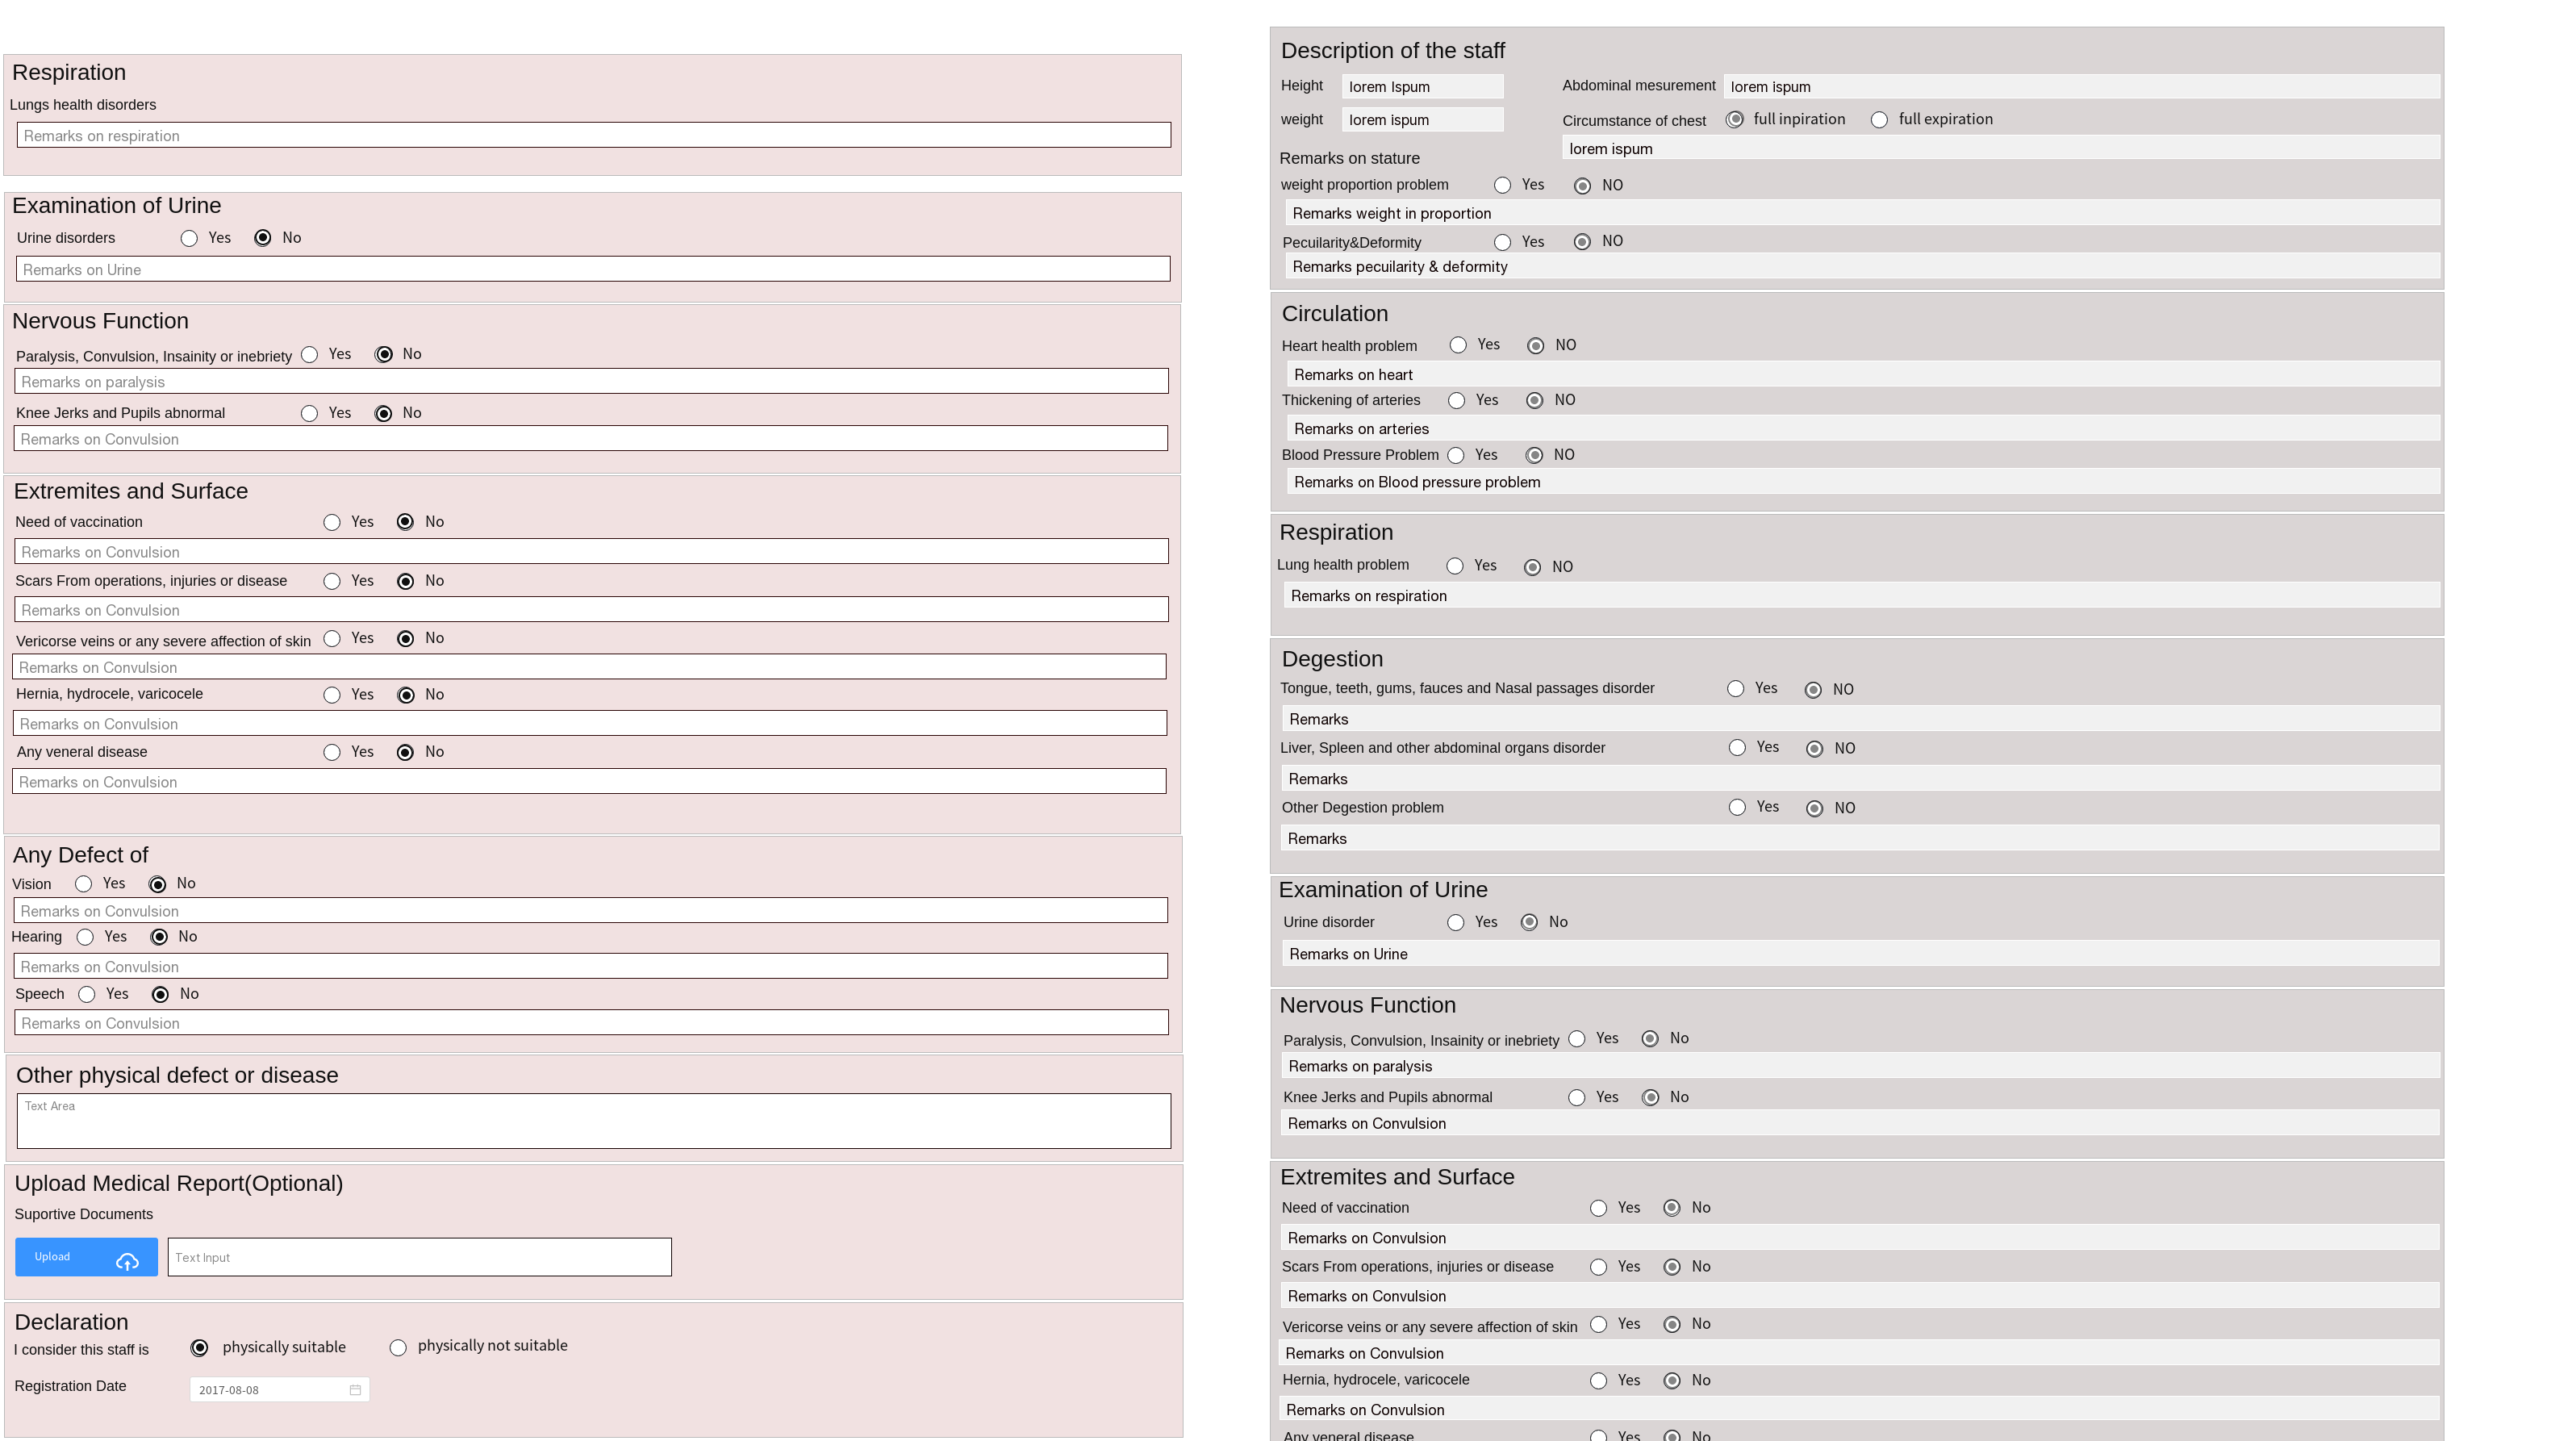 Respiration
Lungs health disorders
Remarks on respiration
Examination of Urine
Urine disorders Yes No
Remarks on Urine
Nervous Function
Paralysis, Convulsion, Insainity or inebriety Yes No
Remarks on paralysis
Knee Jerks and Pupils abnormal Yes No
Remarks on Convulsion
Extremites and Surface
Need of vaccination Yes No
Remarks on Convulsion
Scars From operations, injuries or disease Yes No
Remarks on Convulsion
Vericorse veins or any severe affection of skin Yes No
Remarks on Convulsion
Hernia, hydrocele, varicocele Yes No
Remarks on Convulsion
Any veneral disease Yes No
Remarks on Convulsion
Any Defect of
Vision Yes No
Remarks on Convulsion
Hearing Yes No
Remarks on Convulsion
Speech Yes No
Remarks on Convulsion
Other physical defect or disease
Text Area
Upload Medical Report(Optional)
Suportive Documents
Upload Text Input
Declaration
I consider this staff is physically suitable physically not suitable
Registration Date 2017-08-08
Description of the staff
Height lorem Ispum Abdominal mesurement lorem ispum
weight lorem ispum Circumstance of chest full inpiration full expiration
lorem ispum
Remarks on stature
weight proportion problem Yes NO
Remarks weight in proportion
Pecuilarity&Deformity Yes NO
Remarks pecuilarity & deformity
Circulation
Heart health problem Yes NO
Remarks on heart
Thickening of arteries Yes NO
Remarks on arteries
Blood Pressure Problem Yes NO
Remarks on Blood pressure problem
Respiration
Lung health problem Yes NO
Remarks on respiration
Degestion
Tongue, teeth, gums, fauces and Nasal passages disorder Yes NO
Remarks
Liver, Spleen and other abdominal organs disorder Yes NO
Remarks
Other Degestion problem Yes NO
Remarks
Examination of Urine
Urine disorder Yes No
Remarks on Urine
Nervous Function
Paralysis, Convulsion, Insainity or inebriety Yes No
Remarks on paralysis
Knee Jerks and Pupils abnormal Yes No
Remarks on Convulsion
Extremites and Surface
Need of vaccination Yes No
Remarks on Convulsion
Scars From operations, injuries or disease Yes No
Remarks on Convulsion
Vericorse veins or any severe affection of skin Yes No
Remarks on Convulsion
Hernia, hydrocele, varicocele Yes No
Remarks on Convulsion
Any veneral disease Yes No